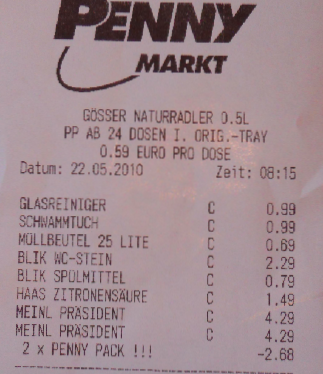 PENNY
MARKT
GÖSSER NATURRADLER 0.5L
PP AB 24 DOSEN I. ORIG.-TRAY
0.59 EURO PRO DOSE
Datum: 22.05.2010 Zeit: 08:15
GLASREINIGER C 0.99
SCHWAMMTUCH C 0.99
MÜLLBEUTEL 25 LITE C 0.69
BLIK WC-STEIN C 2.29
BLIK SPÜLMITTEL C 0.79
HAAS ZITRONENSÄURE C 1.49
MEINL PRÄSIDENT C 4.29
MEINL PRÄSIDENT C 4.29
2 x PENNY PACK !!! -2.68